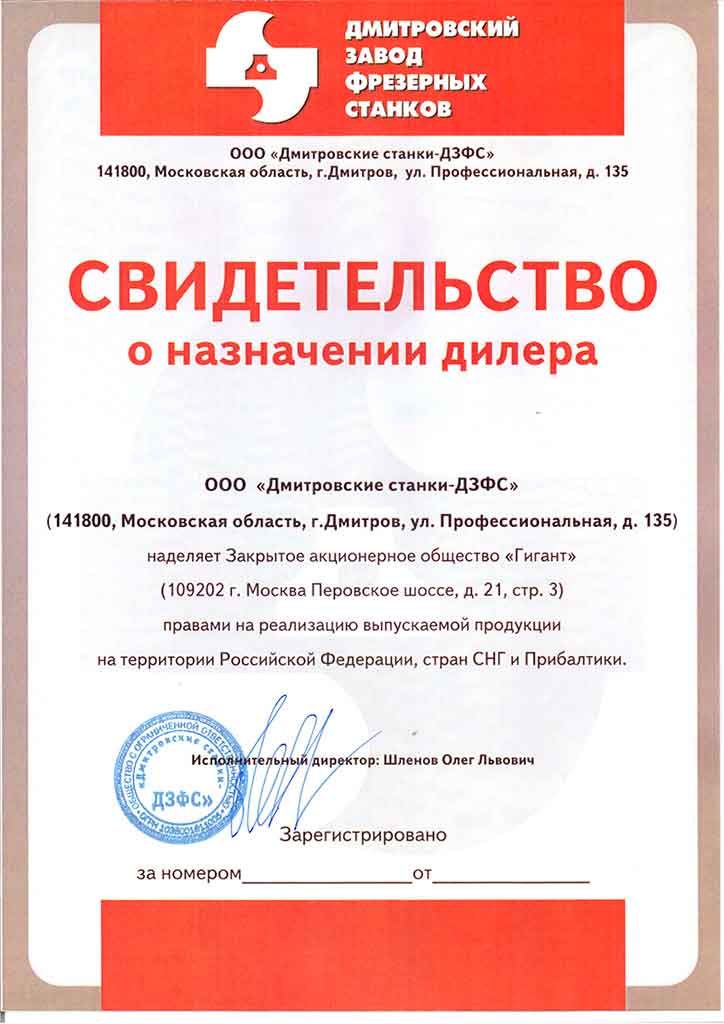 ДМИТРОВСКИЙ
ЗАВОД
ФРЕЗЕРНЫХ
СТАНКОВ
ООО «Дмитровские станки-ДЗФС»
141800, Московская область, г.Дмитров, ул. Профессиональная, д. 135
СВИДЕТЕЛЬСТВО
о назначении дилера
ООО «Дмитровские станки-ДЗФС»
(141800, Московская область, г.Дмитров, ул. Профессиональная, д. 135)
наделяет Закрытое акционерное общество «Гигант»
(109202 г. Москва Перовское шоссе, д. 21, стр. 3)
правами на реализацию выпускаемой продукции
на территории Российской Федерации, стран СНГ и Прибалтики.
ОБЩЕСТВО С ОГРАНИЧЕННОЙ ОТВЕТСТВЕННОСТЬЮ
«Дмитровские станки-
ДЗФС»
ОГРН
Исполнительный директор: Шленов Олег Львович
Зарегистрировано
за номером_________________от________________